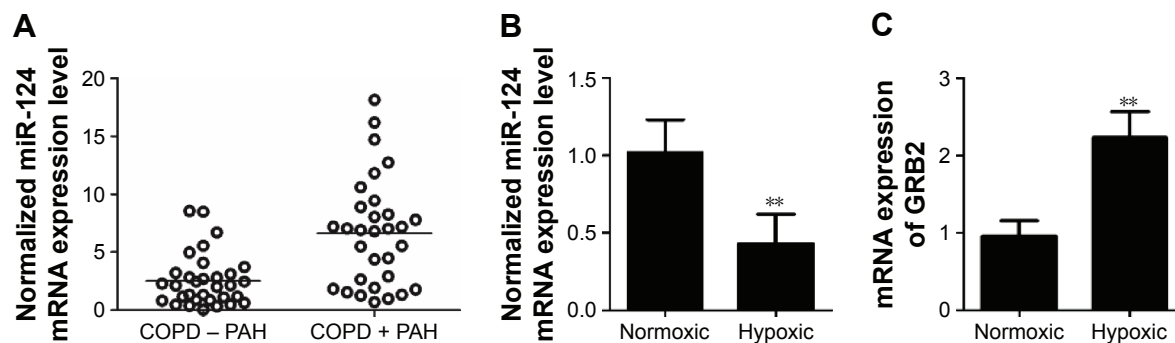 A
Normalized miR-124
mRNA expression level
20
15
10
5
0
COPD – PAH
COPD + PAH
B
Normalized miR-124
mRNA expression level
1.5
1.0
0.5
0.0
**
Normoxic
Hypoxic
C
mRNA expression
of GRB2
3
2
1
0
**
Normoxic
Hypoxic